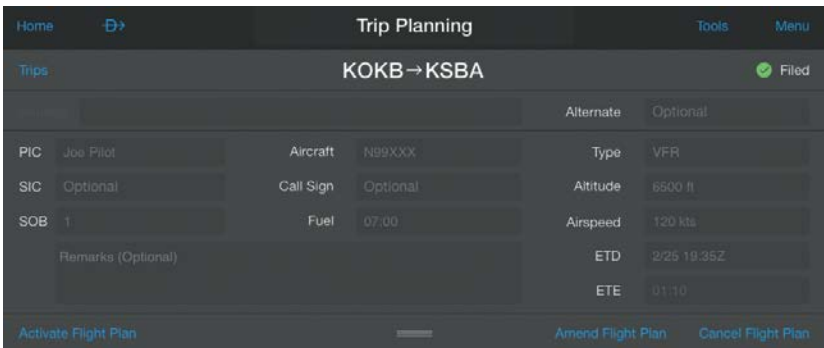 Home D Trip Planning Tools Menu
Trips KOKB→KSBA Filed
Alternate Optional
PIC Joe Pilot Aircraft N99XXX Type VFR
SIC Optional Call Sign Optional Altitude 6500 ft
SOB 1 Fuel 07:00 Airspeed 120 kts
Remarks (Optional) ETD 2/25 19:35Z
ETE 01:10
Activate Flight Plan Amend Flight Plan Cancel Flight Plan